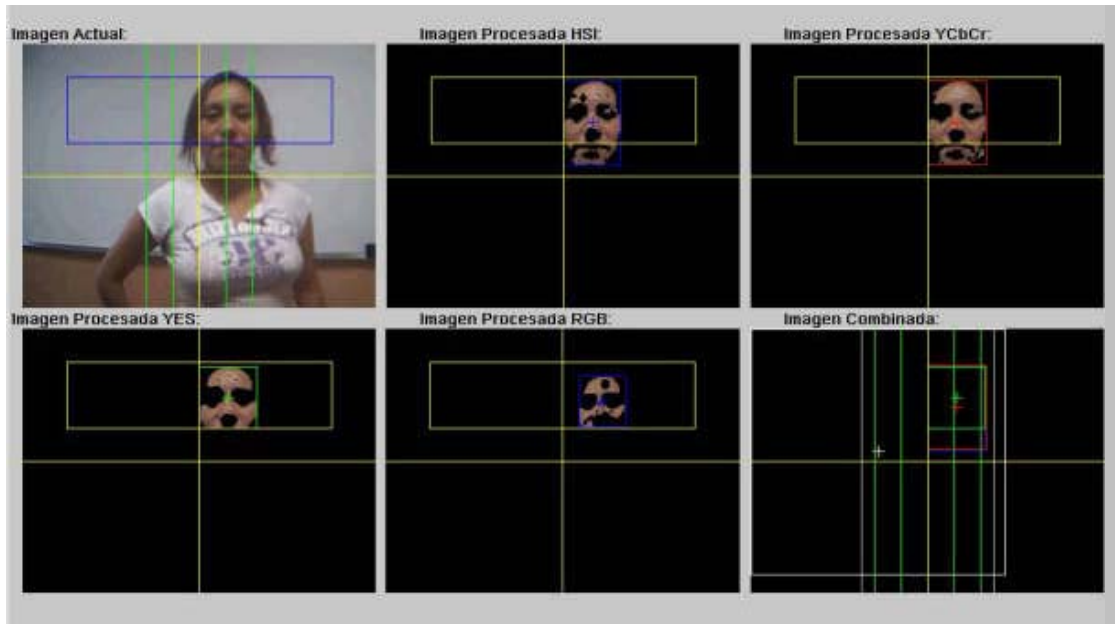 Imagen Actual:
Imagen Procesada HSI:
Imagen Procesada YCbCr:
Imagen Procesada YES:
Imagen Procesada RGB:
Imagen Combinada: